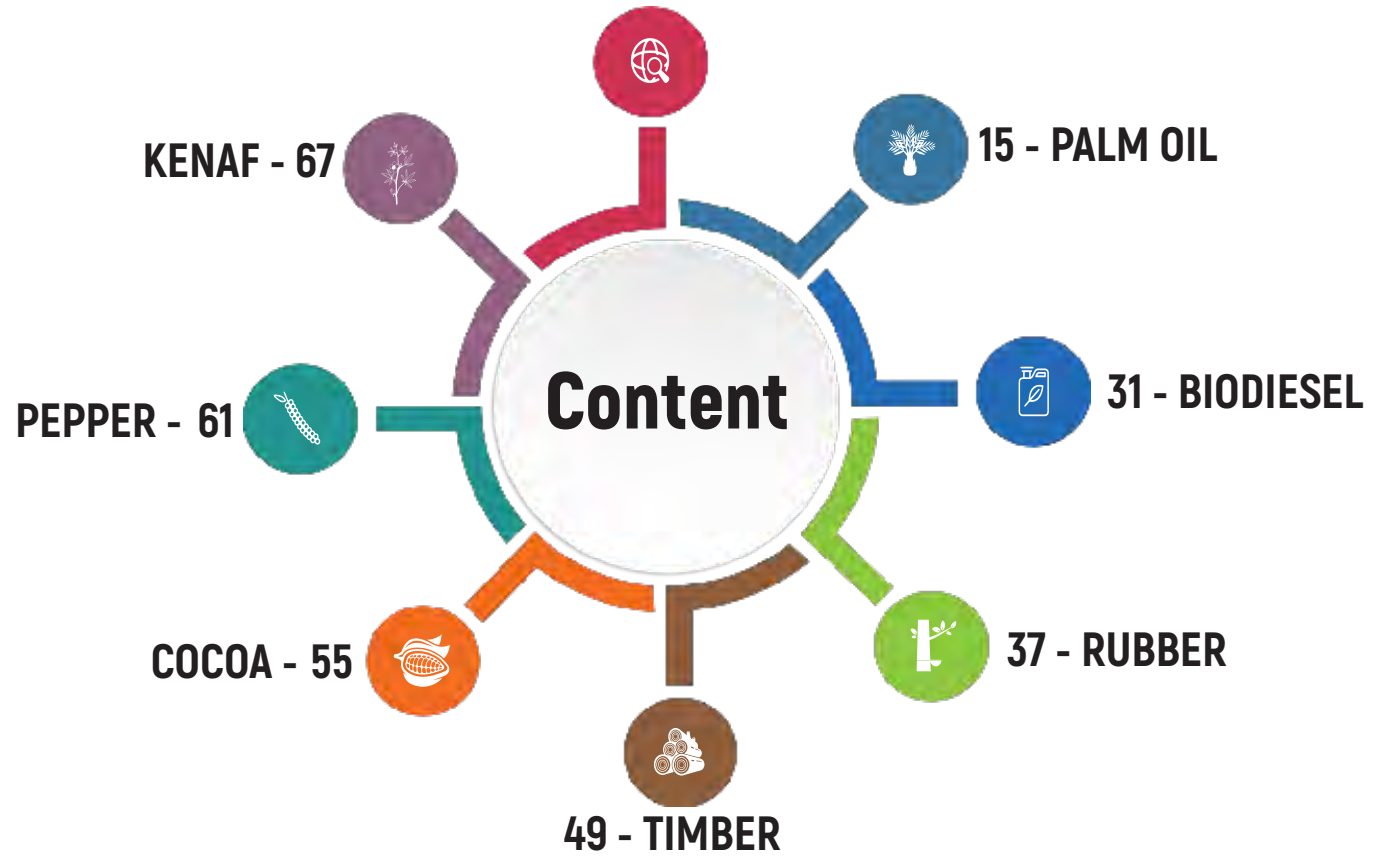 Content
15 - PALM OIL
31 - BIODIESEL
37 - RUBBER
49 - TIMBER
COCOA - 55
PEPPER - 61
KENAF - 67